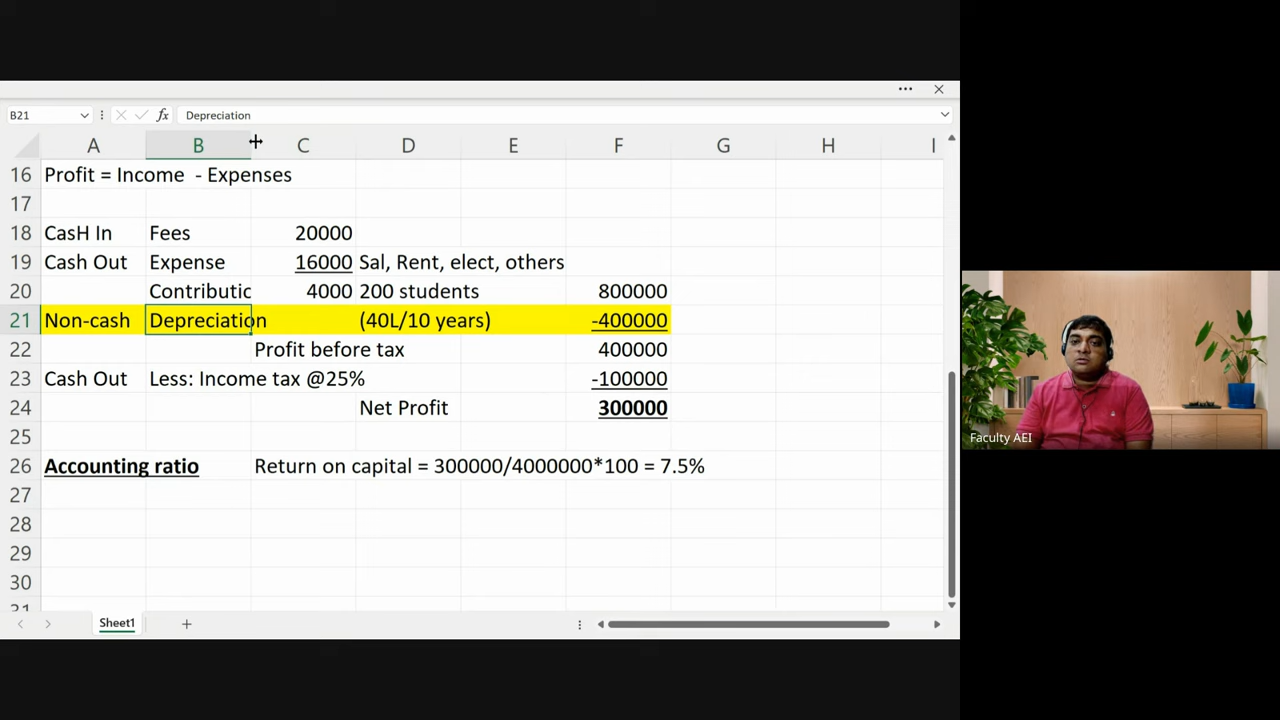 B21 fx Depreciation
A B C D E F G H I
16 Profit = Income - Expenses
17
18 CasH In Fees 20000
19 Cash Out Expense 16000 Sal, Rent, elect, others
20 Contributic 4000 200 students 800000
21 Non-cash Depreciation (40L/10 years) -400000
22 Profit before tax 400000
23 Cash Out Less: Income tax @25% -100000
24 Net Profit 300000
25
26 Accounting ratio Return on capital = 300000/4000000*100 = 7.5%
27
28
29
30
31
Sheet1
Faculty AEI